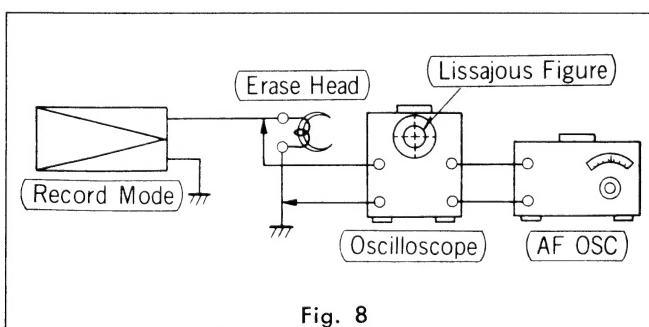 Erase Head
Lissajous Figure
Record Mode
Oscilloscope
AF OSC
Fig. 8